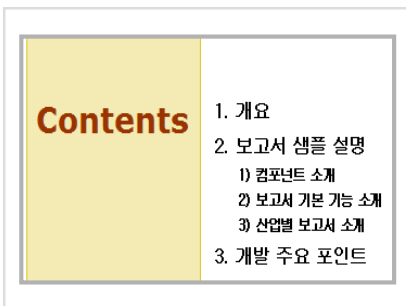 Contents
1. 개요
2. 보고서 샘플 설명
1) 컴포넌트 소개
2) 보고서 기본 기능 소개
3) 산업별 보고서 소개
3. 개발 주요 포인트